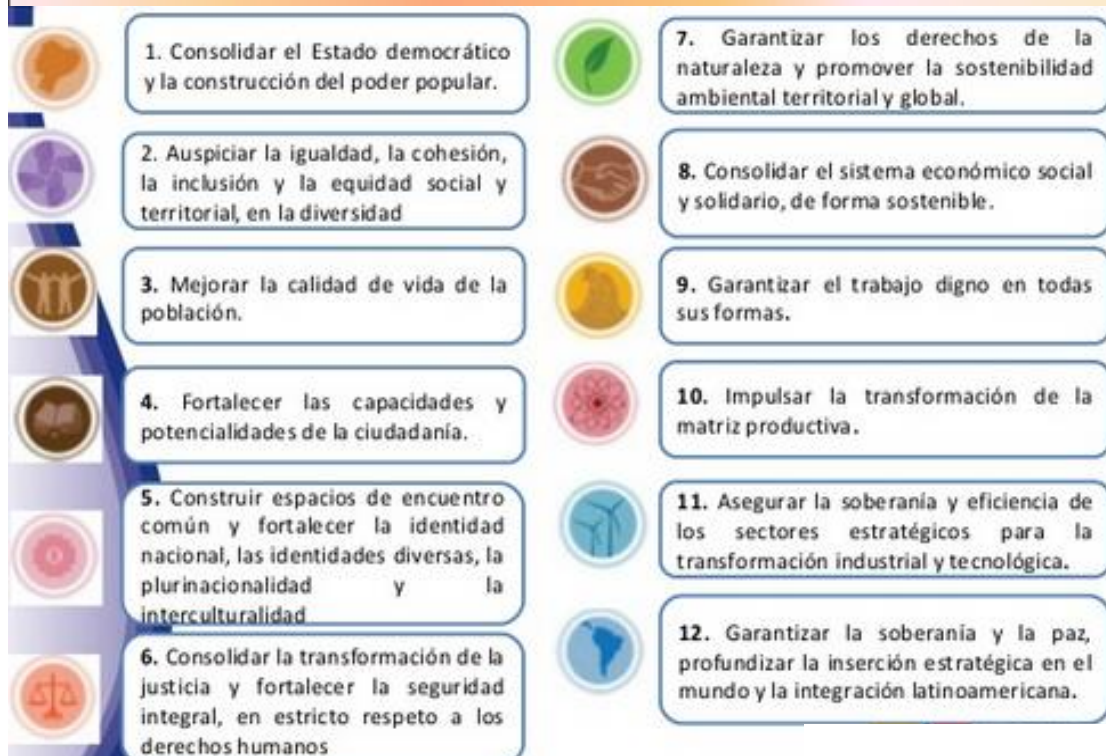 1. Consolidar el Estado democrático
y la construcción del poder popular.
2. Auspiciar la igualdad, la cohesión,
la inclusión y la equidad social y
territorial, en la diversidad
3. Mejorar la calidad de vida de la
población.
4. Fortalecer las capacidades y
potencialidades de la ciudadanía.
5. Construir espacios de encuentro
común y fortalecer la identidad
nacional, las identidades diversas, la
plurinacionalidad y la
interculturalidad
6. Consolidar la transformación de la
justicia y fortalecer la seguridad
integral, en estricto respeto a los
derechos humanos
7. Garantizar los derechos de la
naturaleza y promover la sostenibilidad
ambiental territorial y global.
8. Consolidar el sistema económico social
y solidario, de forma sostenible.
9. Garantizar el trabajo digno en todas
sus formas.
10. Impulsar la transformación de la
matriz productiva.
11. Asegurar la soberanía y eficiencia de
los sectores estratégicos para la
transformación industrial y tecnológica.
12. Garantizar la soberanía y la paz,
profundizar la inserción estratégica en el
mundo y la integración latinoamericana.